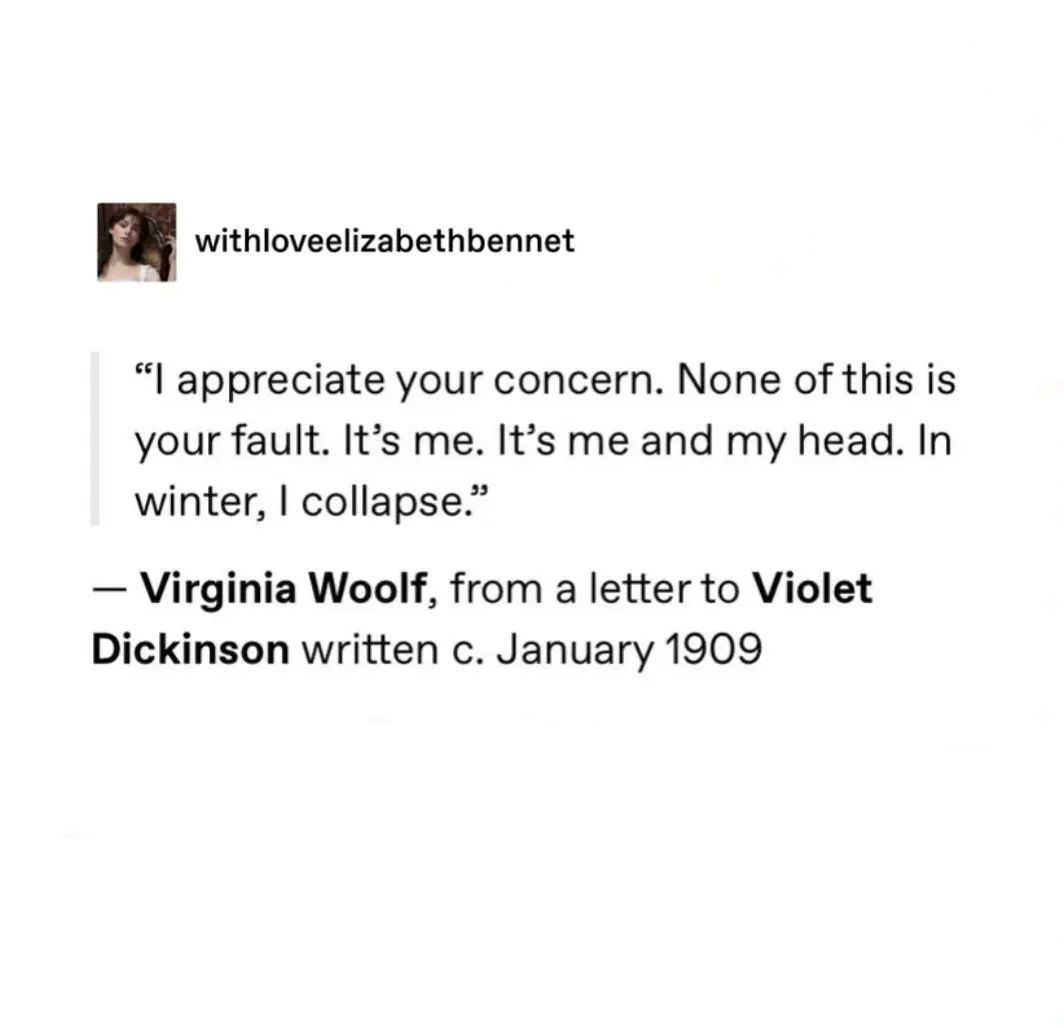 withloveelizabethbennet
“I appreciate your concern. None of this is
your fault. It’s me. It’s me and my head. In
winter, I collapse.”
— Virginia Woolf, from a letter to Violet
Dickinson written c. January 1909